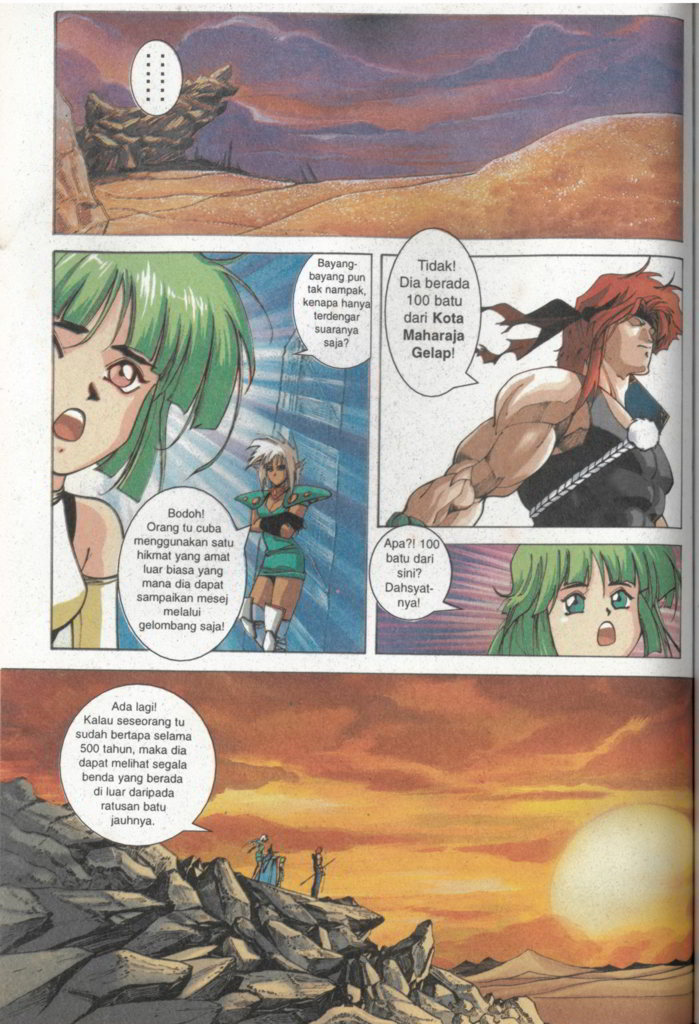 Bayang-
bayang pun
tak nampak,
kenapa hanya
terdengar
suaranya
saja?
Bodoh!
Orang tu cuba
menggunakan satu
hikmat yang amat
luar biasa yang
mana dia dapat
sampaikan mesej
melalui
gelombang saja!
Tidak!
Dia berada
100 batu
dari Kota
Maharaja
Gelap!
Apa?! 100
batu dari
sini?
Dahsyat-
nya!
Ada lagi!
Kalau seseorang tu
sudah bertapa selama
500 tahun, maka dia
dapat melihat segala
benda yang berada
di luar daripada
ratusan batu
jauhnya.